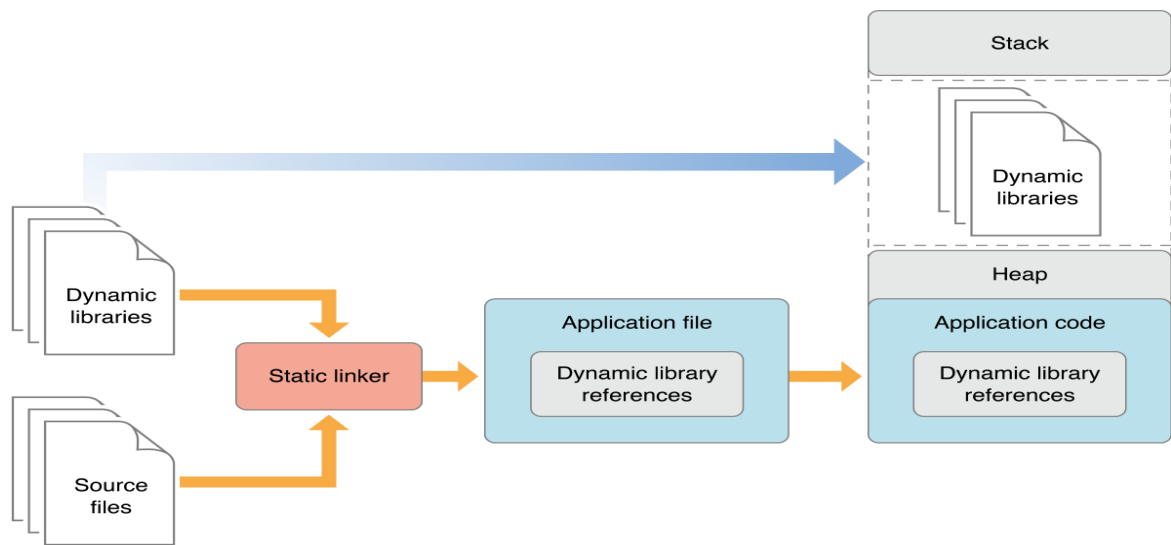 Stack
Dynamic
libraries
Dynamic
libraries
Heap
Application file
Application code
Static linker
Dynamic library
references
Dynamic library
references
Source
files